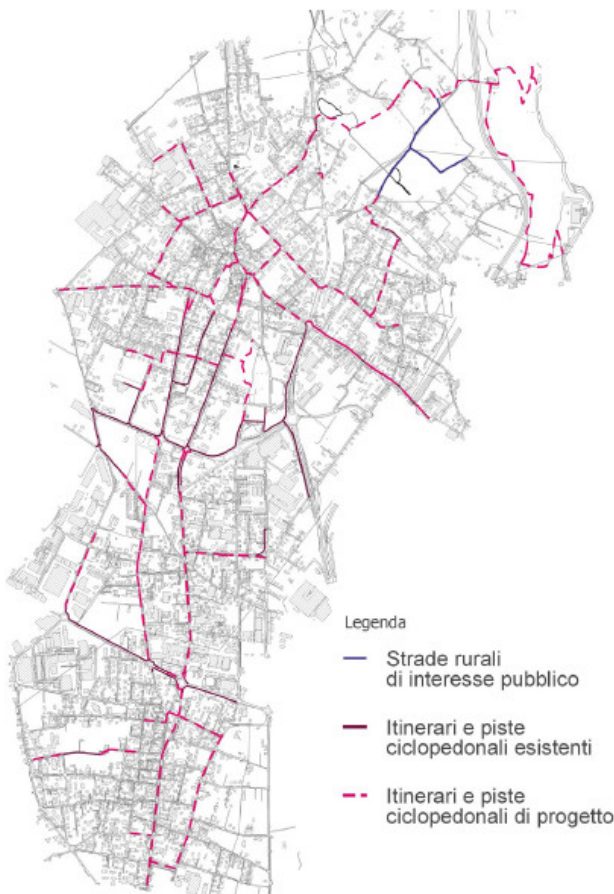 Legenda
Strade rurali
di interesse pubblico
Itinerari e piste
ciclopedonali esistenti
Itinerari e piste
ciclopedonali di progetto